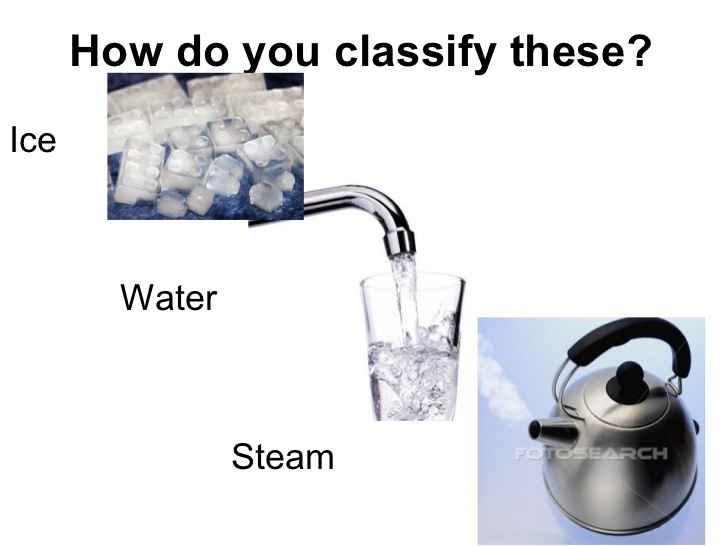 How do you classify these?
Ice
Water
Steam
FOTOSEARCH